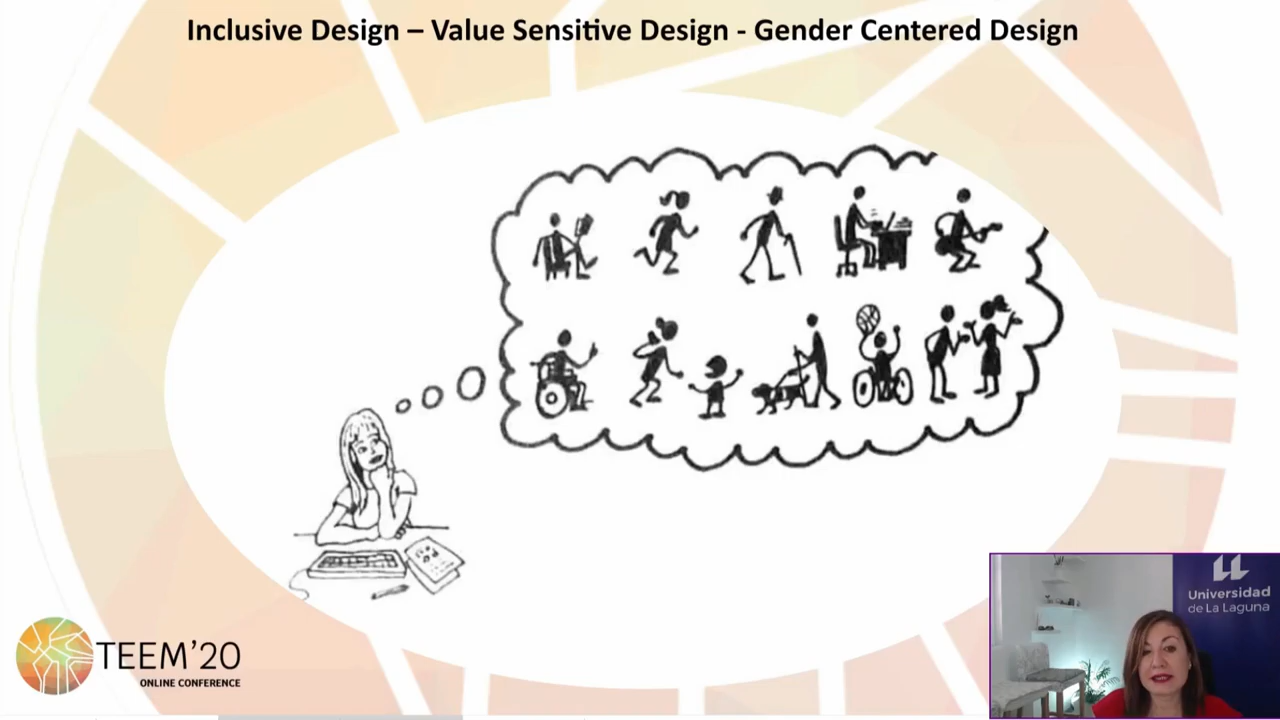 Inclusive Design – Value Sensitive Design - Gender Centered Design
TEEM’20
ONLINE CONFERENCE
Universidad
de La Laguna